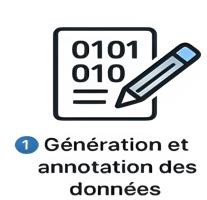 0101
010
1 Génération et
annotation des
données